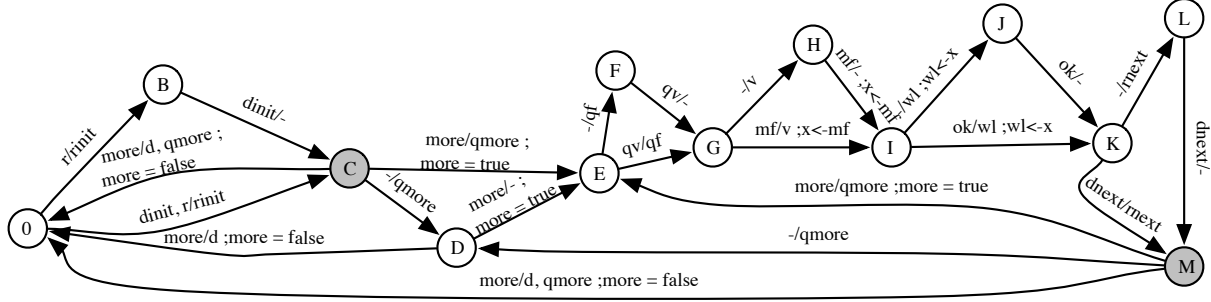 L
J
H
F
B
r/rinit
dinit/-
-/qf
qv/-
-/v
mf/- ;x<-mf
-/wl ;wl<-x
ok/-
-/rnext
dnext/-
more/d, qmore ;
more = false
more/qmore ;
more = true
qv/qf
mf/v ;x<-mf
ok/wl ;wl<-x
C
E
G
I
K
-/qmore
more/- ;
more = true
more/qmore ;more = true
dnext/rnext
dinit, r/rinit
0
more/d ;more = false
D
-/qmore
M
more/d, qmore ;more = false